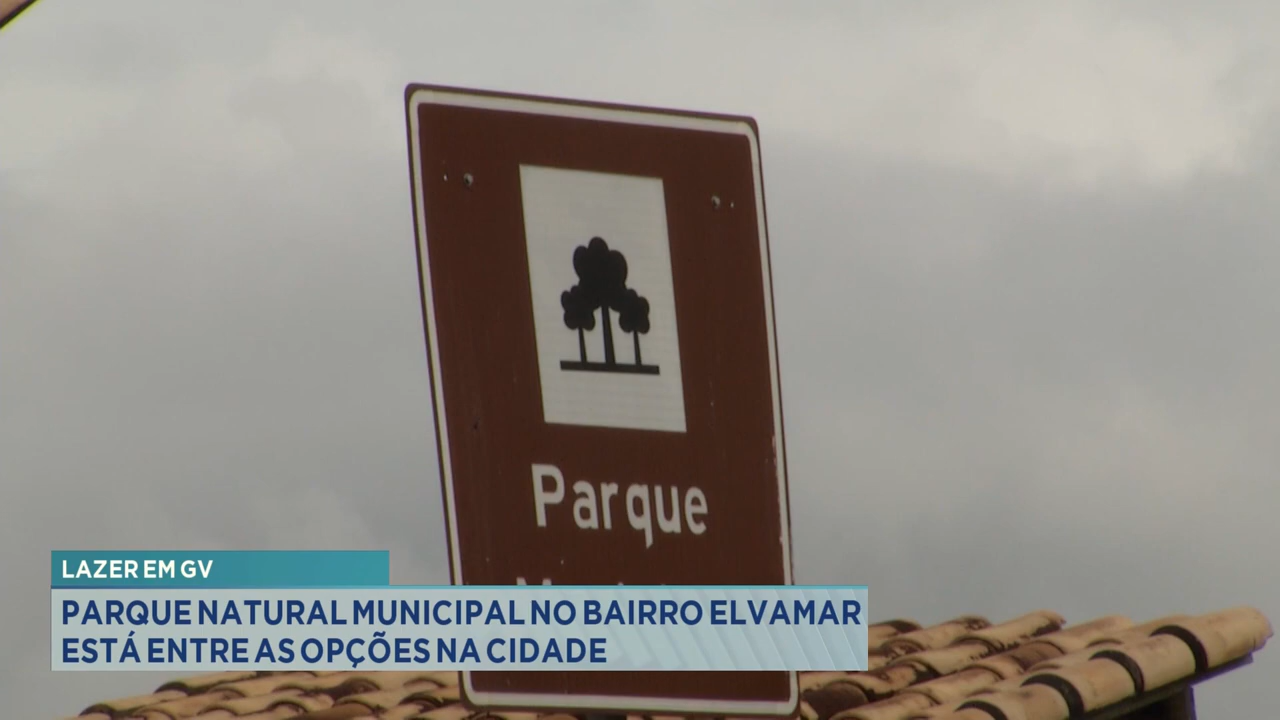 Parque
LAZER EM GV
PARQUE NATURAL MUNICIPAL NO BAIRRO ELVAMAR
ESTÁ ENTRE AS OPÇÕES NA CIDADE